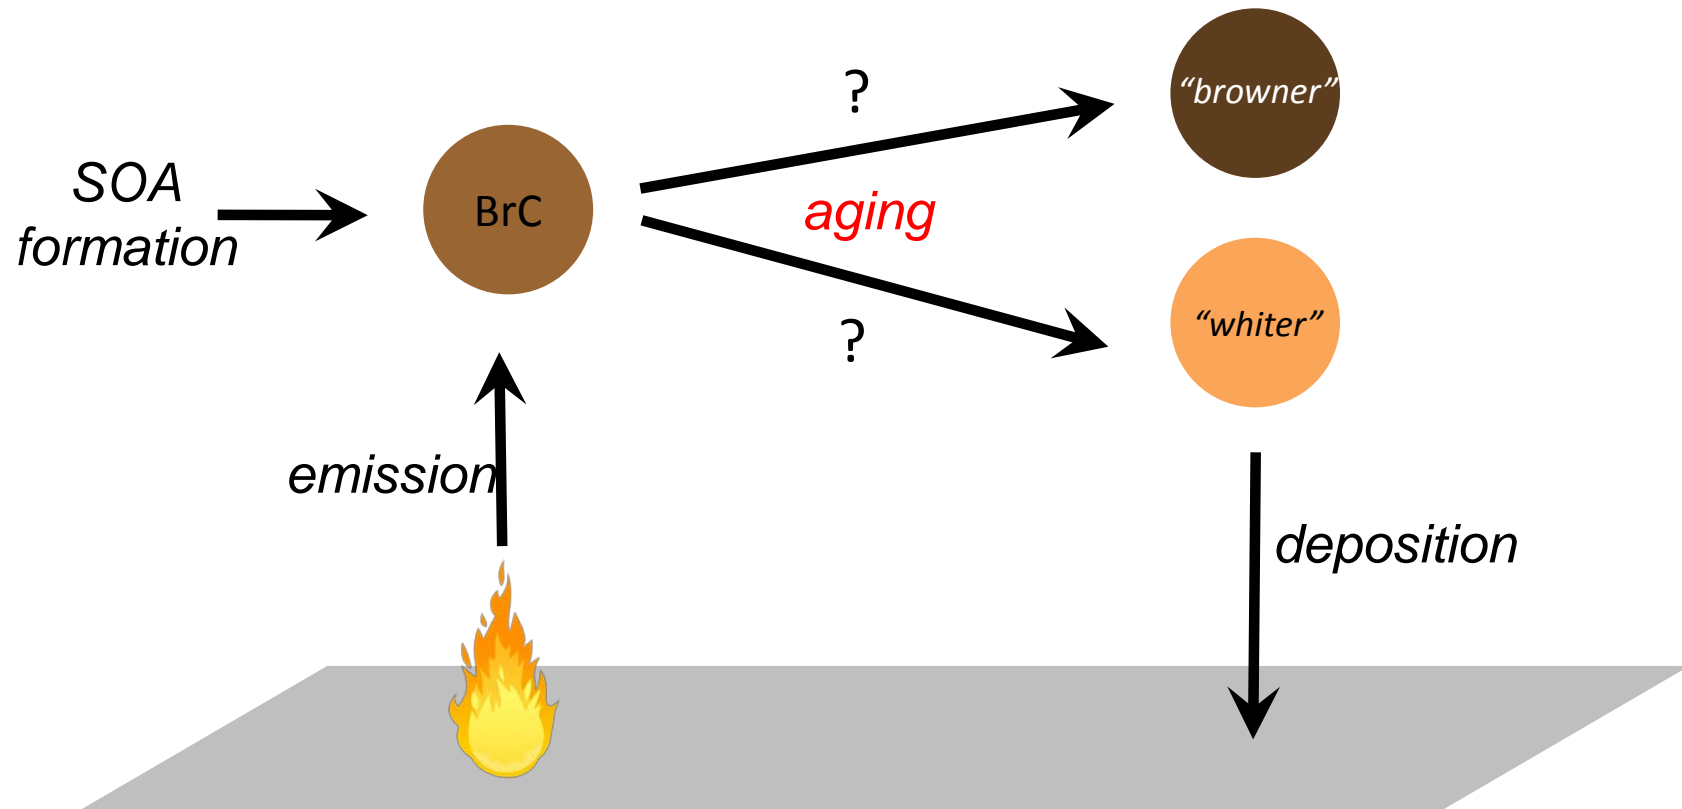 SOA
formation
BrC
?
aging
?
“browner”
“whiter”
emission
deposition